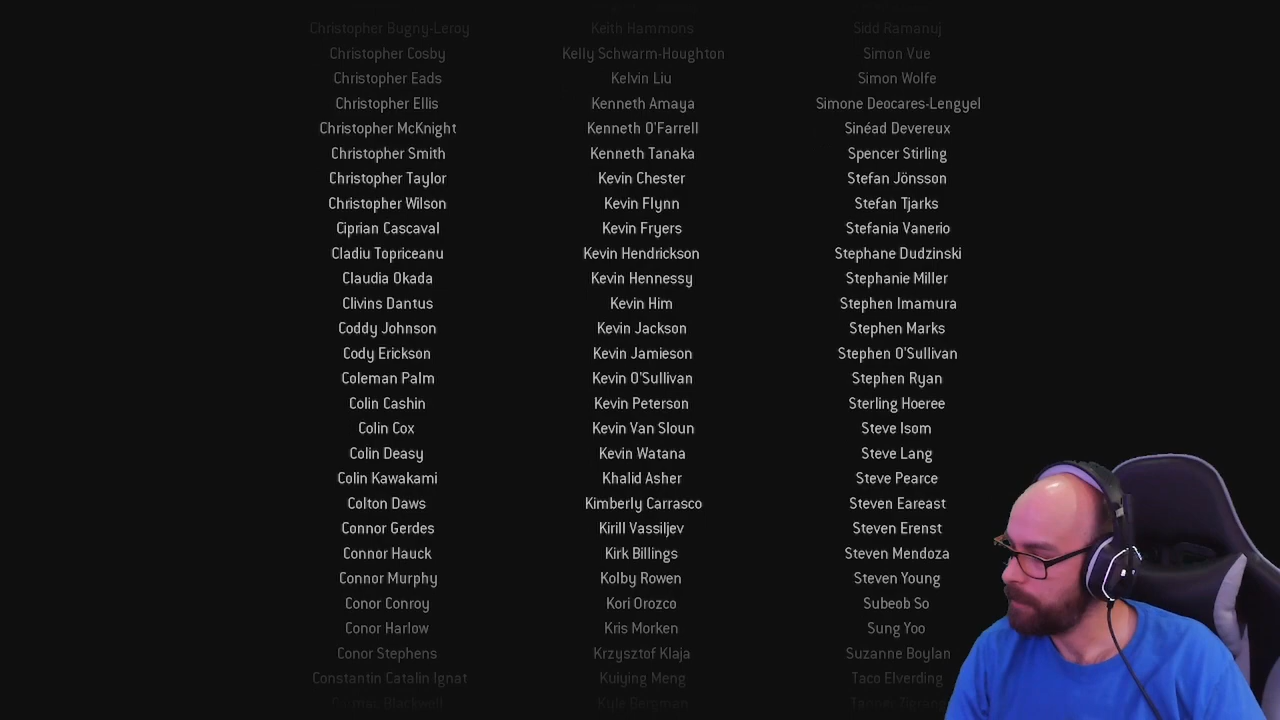 Christopher Bugny-Leroy
Christopher Cosby
Christopher Eads
Christopher Ellis
Christopher McKnight
Christopher Smith
Christopher Taylor
Christopher Wilson
Ciprian Cascaval
Cladiu Topriceanu
Claudia Okada
Clivins Dantus
Coddy Johnson
Cody Erickson
Coleman Palm
Colin Cashin
Colin Cox
Colin Deasy
Colin Kawakami
Colton Daws
Connor Gerdes
Connor Hauck
Connor Murphy
Conor Conroy
Conor Harlow
Conor Stephens
Constantin Catalin Ignat
Keith Hammons
Kelly Schwarm-Houghton
Kelvin Liu
Kenneth Amaya
Kenneth O'Farrell
Kenneth Tanaka
Kevin Chester
Kevin Flynn
Kevin Fryers
Kevin Hendrickson
Kevin Hennessy
Kevin Him
Kevin Jackson
Kevin Jamieson
Kevin O'Sullivan
Kevin Peterson
Kevin Van Sloun
Kevin Watana
Khalid Asher
Kimberly Carrasco
Kirill Vassiljev
Kirk Billings
Kolby Rowen
Kori Orozco
Kris Morken
Krzysztof Klaja
Kuiying Meng
Kyle Bergman
Sidd Ramanuj
Simon Vue
Simon Wolfe
Simone Deocares-Lengyel
Sinéad Devereux
Spencer Stirling
Stefan Jönsson
Stefan Tjarks
Stefania Vanerio
Stephane Dudzinski
Stephanie Miller
Stephen Imamura
Stephen Marks
Stephen O'Sullivan
Stephen Ryan
Sterling Hoeree
Steve Isom
Steve Lang
Steve Pearce
Steven Eareast
Steven Erenst
Steven Mendoza
Steven Young
Subeob So
Sung Yoo
Suzanne Boylan
Taco Elverding